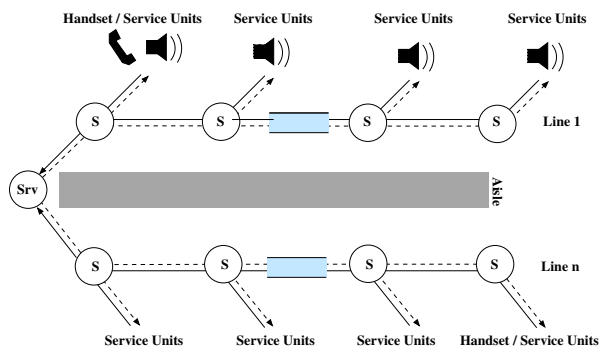 Handset / Service Units
Service Units
Service Units
Service Units
S
S
S
S
Line 1
Srv
Aisle
S
S
S
S
Line n
Service Units
Service Units
Service Units
Handset / Service Units